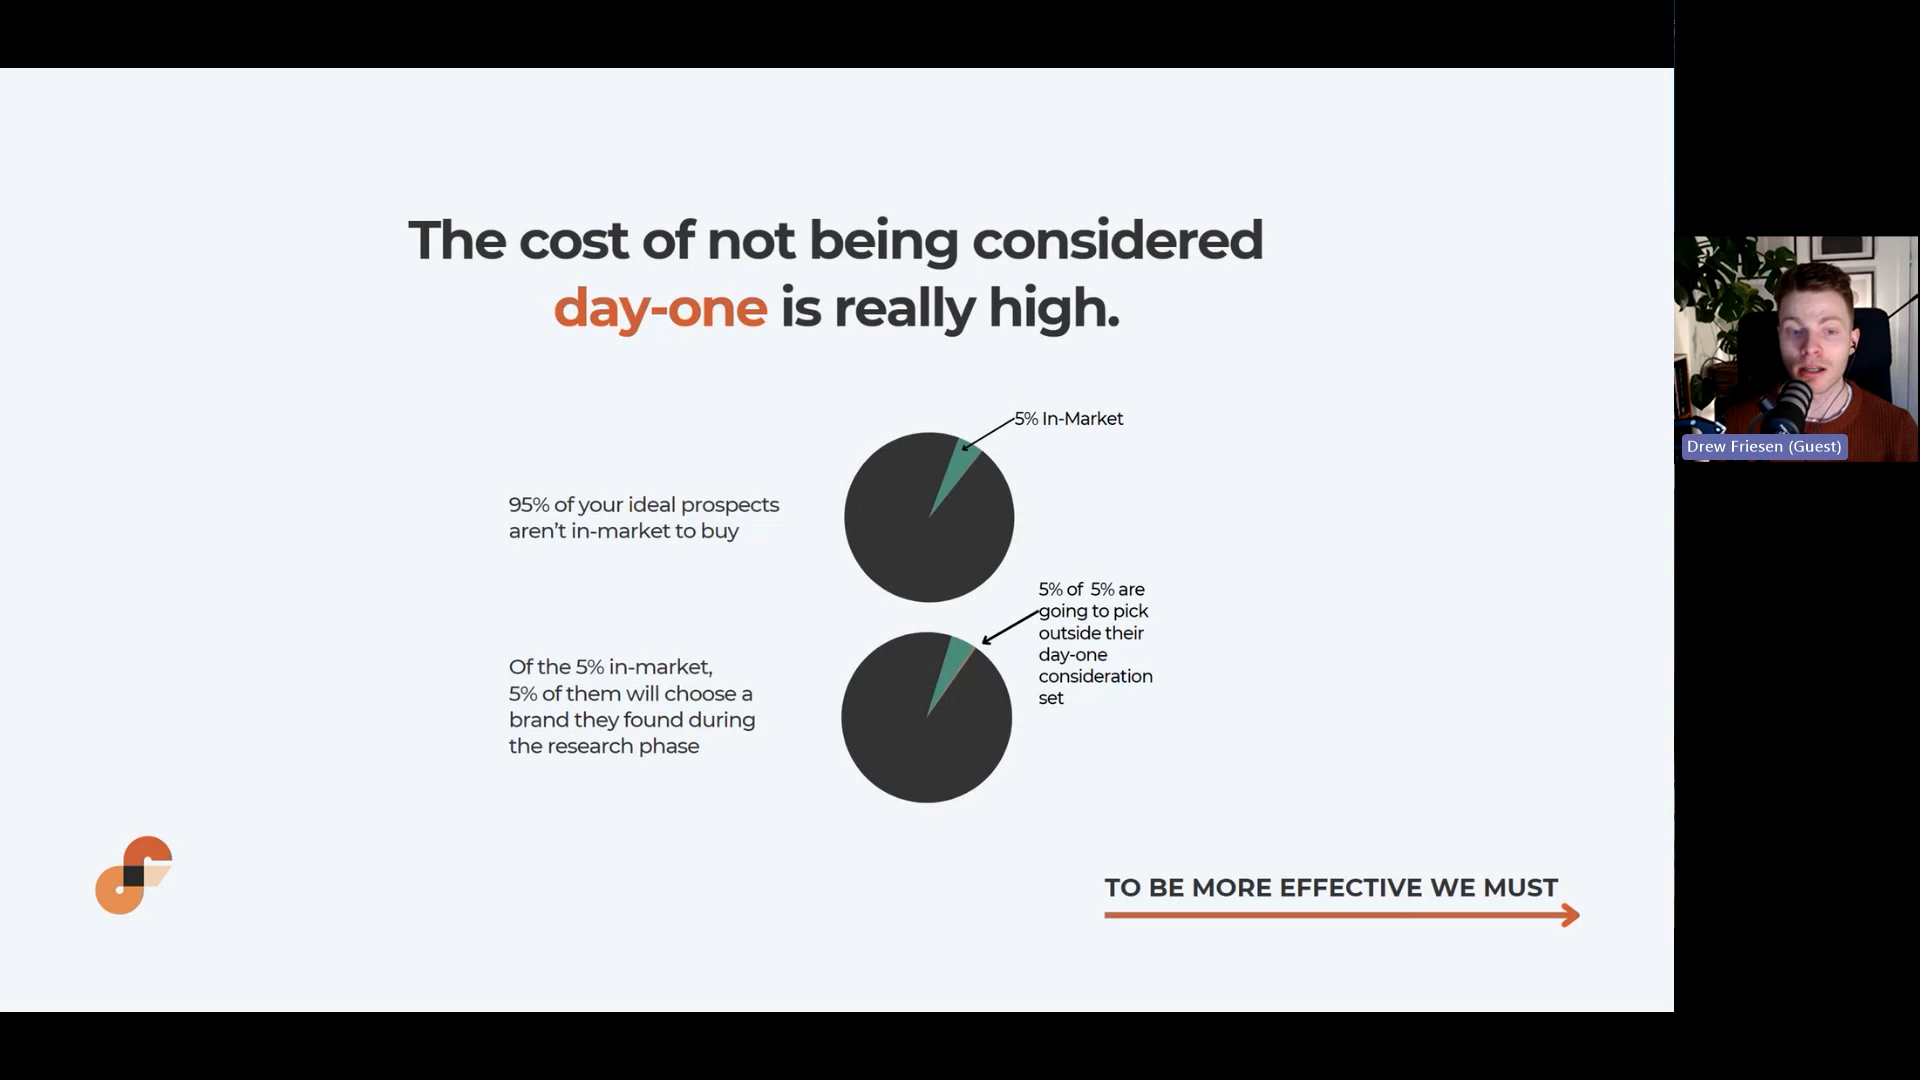 The cost of not being considered
day-one is really high.
5% In-Market
95% of your ideal prospects
aren’t in-market to buy
5% of  5% are
going to pick
outside their
day-one
consideration
set
Of the 5% in-market,
5% of them will choose a
brand they found during
the research phase
TO BE MORE EFFECTIVE WE MUST
Drew Friesen (Guest)